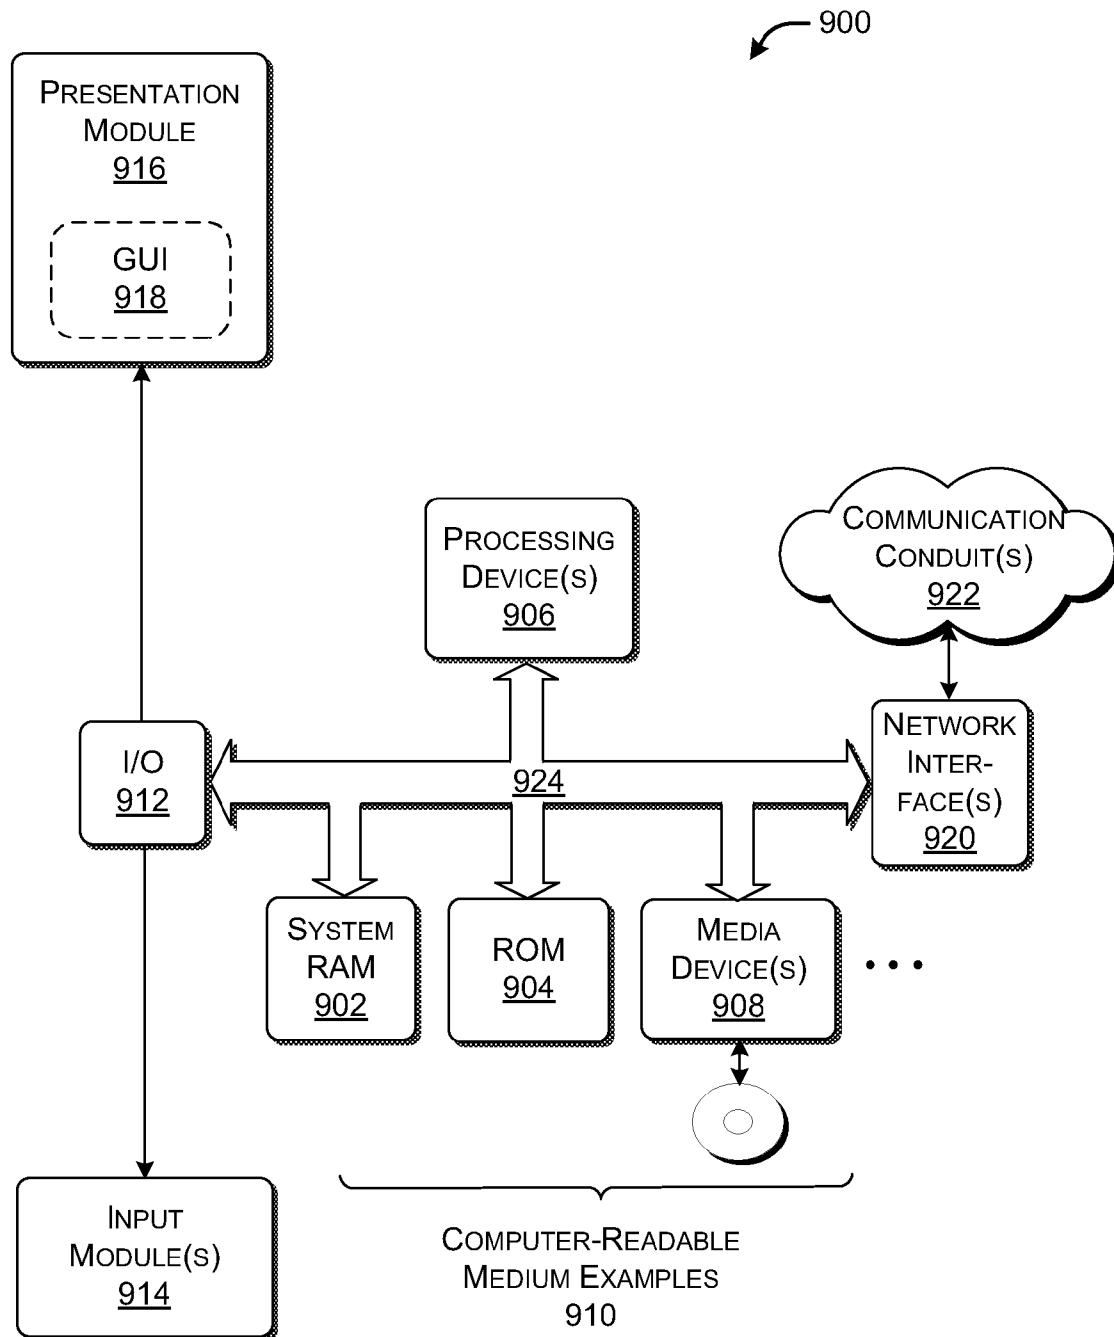 900
PRESENTATION
MODULE
916
GUI
918
PROCESSING
DEVICE(S)
906
COMMUNICATION
CONDUIT(S)
922
I/O
912
924
NETWORK
INTER-
FACE(S)
920
SYSTEM
RAM
902
ROM
904
MEDIA
DEVICE(S)
908
• • •
INPUT
MODULE(S)
914
COMPUTER-READABLE
MEDIUM EXAMPLES
910